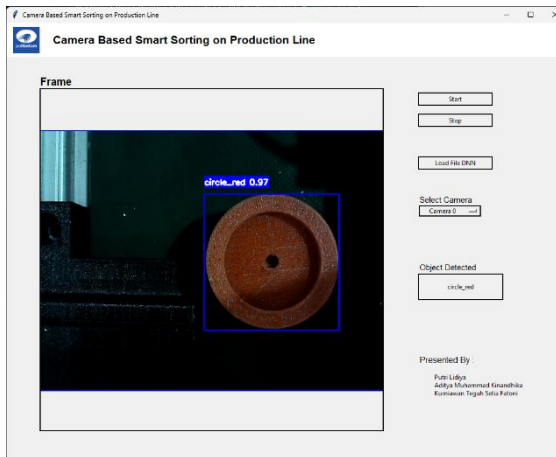 Camera Based Smart Sorting on Production Line
Camera Based Smart Sorting on Production Line
Frame
circle_red 0.97
Start
Stop
Load File DNN
Select Camera
Camera 0
Object Detected
circle_red
Presented By :
Putri Lidiya
Aditya Muhammad Kinandhika
Kurniawan Teguh Setia Fatoni